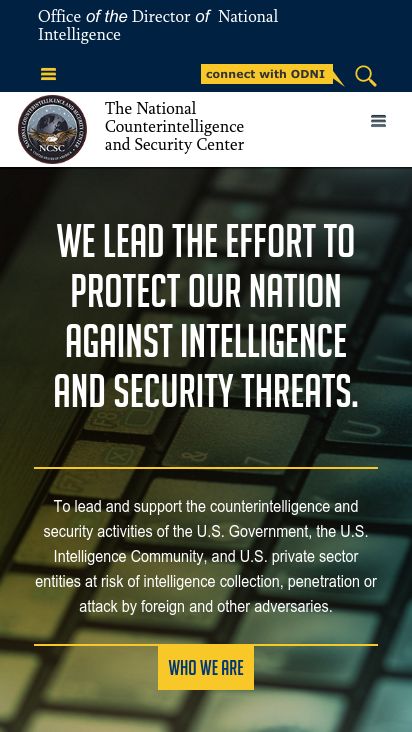 Office of the Director of National
Intelligence
connect with ODNI
The National
Counterintelligence
and Security Center
NCSC
WE LEAD THE EFFORT TO
PROTECT OUR NATION
AGAINST INTELLIGENCE
AND SECURITY THREATS.
To lead and support the counterintelligence and
security activities of the U.S. Government, the U.S.
Intelligence Community, and U.S. private sector
entities at risk of intelligence collection, penetration or
attack by foreign and other adversaries.
WHO WE ARE